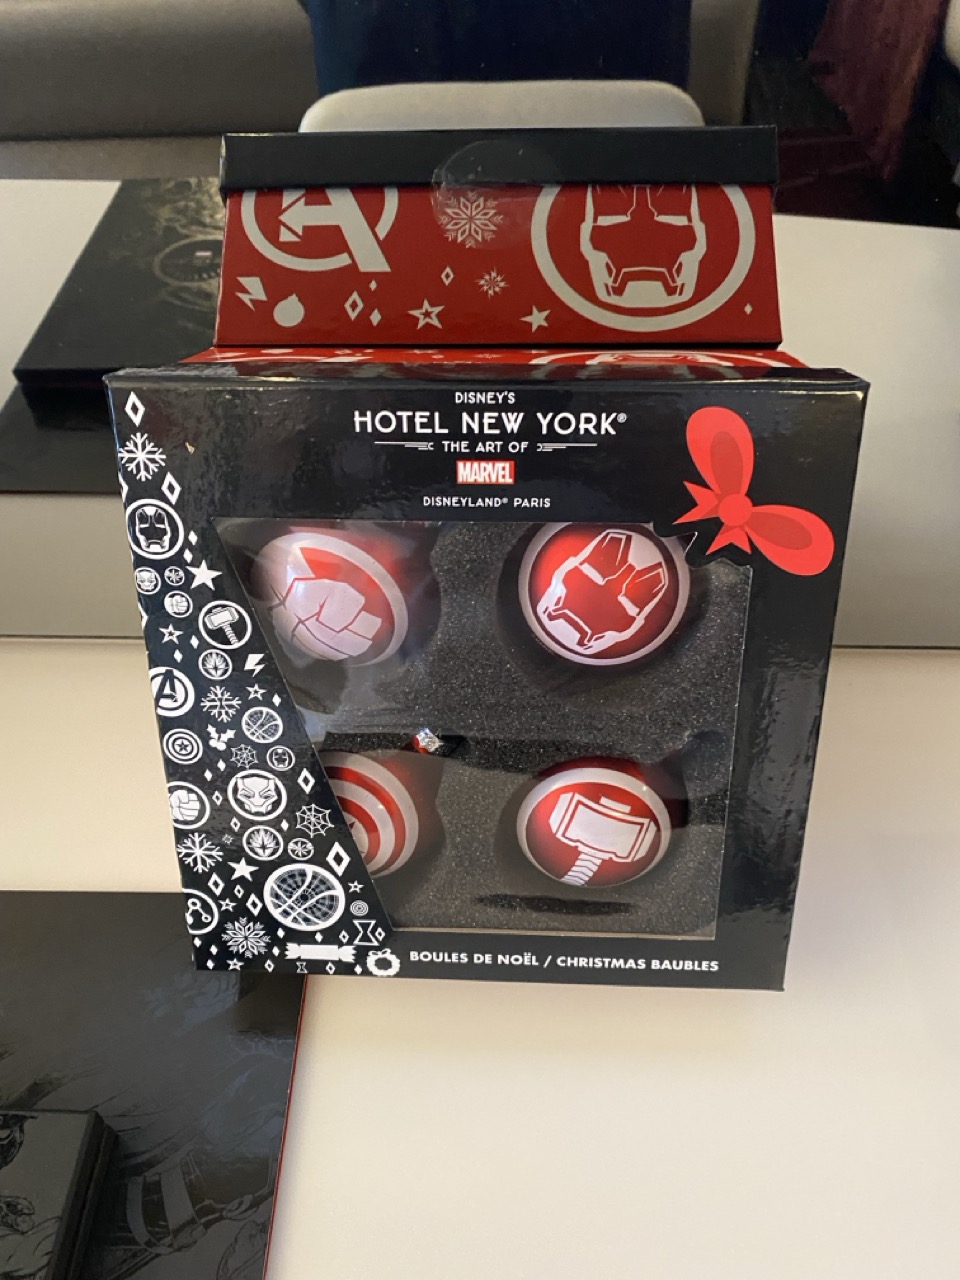 DISNEY'S
HOTEL NEW YORK®
THE ART OF
MARVEL
DISNEYLAND® PARIS
BOULES DE NOËL / CHRISTMAS BAUBLES